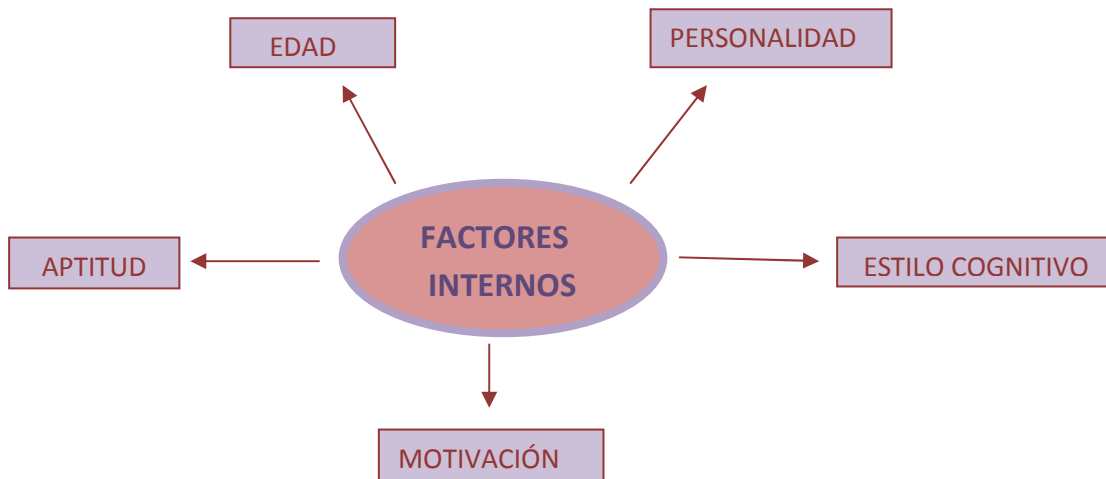 EDAD
PERSONALIDAD
FACTORES
INTERNOS
APTITUD
ESTILO COGNITIVO
MOTIVACIÓN